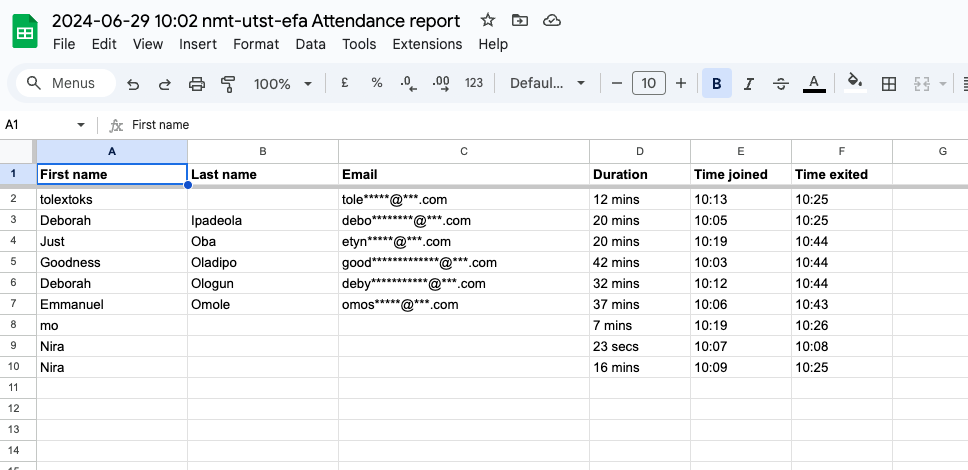 2024-06-29 10:02 nmt-utst-efa Attendance report
File Edit View Insert Format Data Tools Extensions Help
Menus 100% £ % .0 .00 123 Defaul... − 10 + B I S A
A1 fx First name
A B C D E F G
1 First name Last name Email Duration Time joined Time exited
2 tolextoks tole*****@***.com 12 mins 10:13 10:25
3 Deborah Ipadeola debo********@***.com 20 mins 10:05 10:25
4 Just Oba etyn*****@***.com 20 mins 10:19 10:44
5 Goodness Oladipo good*************@***.com 42 mins 10:03 10:44
6 Deborah Ologun deby***********@***.com 32 mins 10:12 10:44
7 Emmanuel Omole omos*****@***.com 37 mins 10:06 10:43
8 mo 7 mins 10:19 10:26
9 Nira 23 secs 10:07 10:08
10 Nira 16 mins 10:09 10:25
11
12
13
14